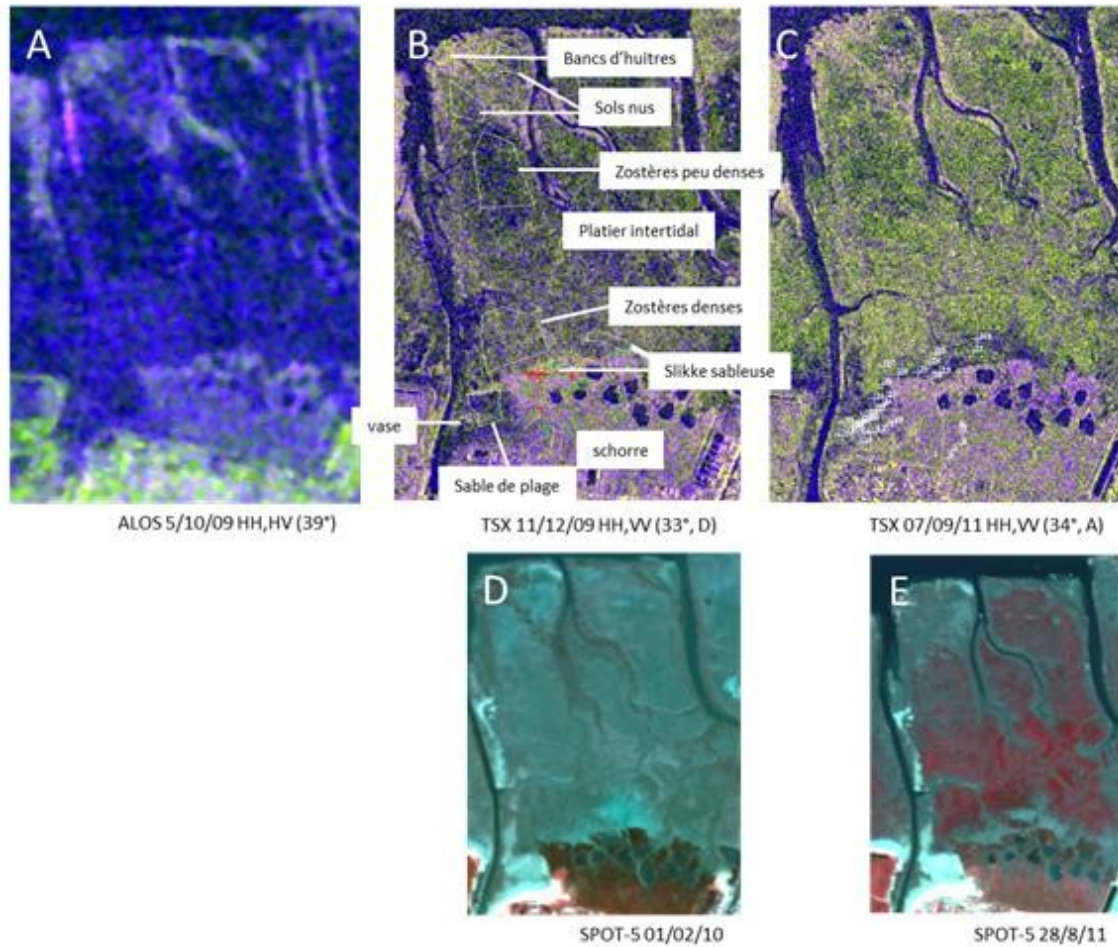 A
B
C
Bancs d'huîtres
Sols nus
Zostères peu denses
Platier intertidal
Zostères denses
Slikke sableuse
vase
schorre
Sable de plage
ALOS 5/10/09 HH,HV (39°)
TSX 11/12/09 HH,VV (33°, D)
TSX 07/09/11 HH,VV (34°, A)
D
E
SPOT-5 01/02/10
SPOT-5 28/8/11